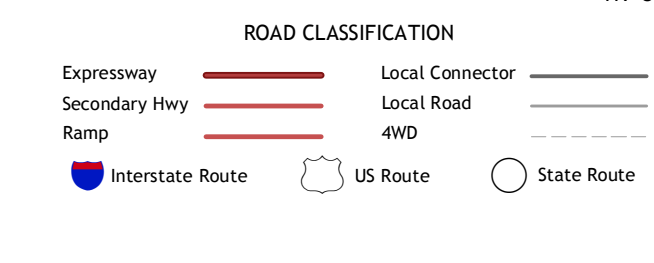 ROAD CLASSIFICATION
Expressway
Local Connector
Secondary Hwy
Local Road
Ramp
4WD
Interstate Route
US Route
State Route